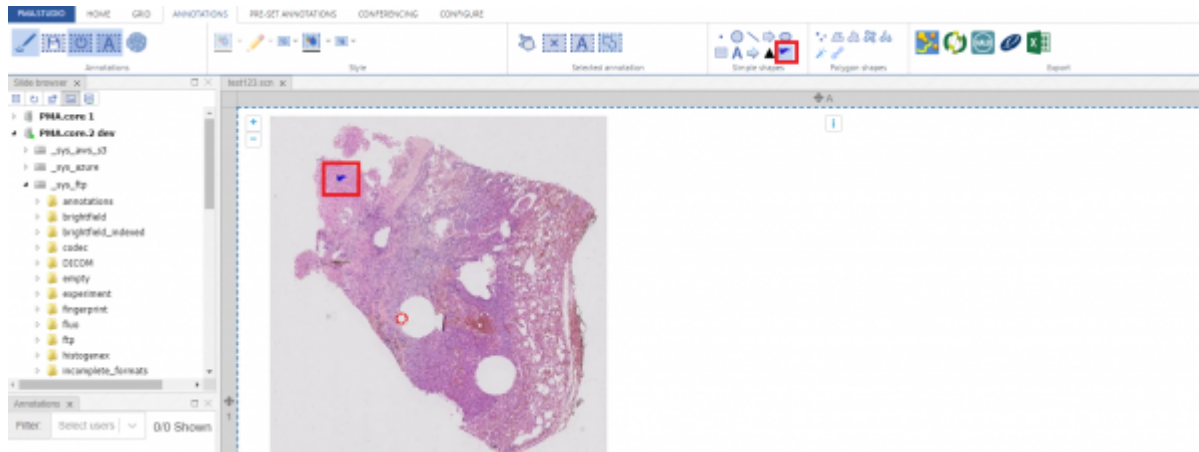 PMA.STUDIO HOME GRID ANNOTATIONS PRE-SET ANNOTATIONS CONFERENCING CONFIGURE
Annotations Style Selected annotation Simple shapes Polygon shapes Export
Slide browser x test123.scn x
A
PMA.core 1
PMA.core.2 dev
_sys_aws_s3
_sys_azure
_sys_ftp
annotations
brightfield
brightfield_indexed
codec
DICOM
empty
experiment
fingerprint
fluo
ftp
histogenex
incomplete_formats
Annotations x
1
Filter: Select users 0/0 Shown